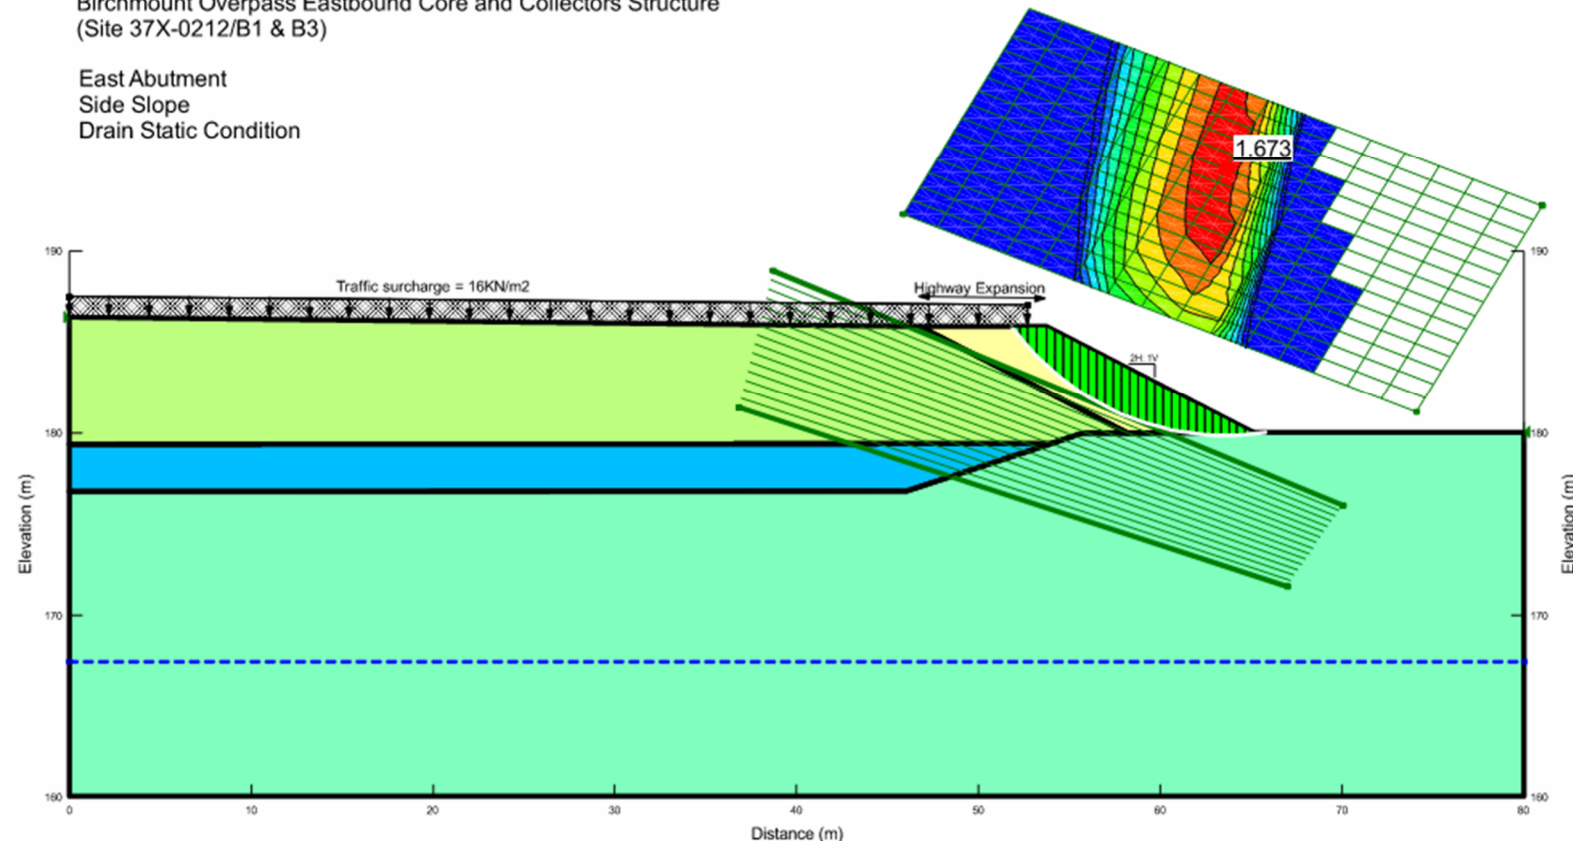 Birchmount Overpass Eastbound Core and Collectors Structure
(Site 37X-0212/B1 & B3)
East Abutment
Side Slope
Drain Static Condition
1.673
190
190
Traffic surcharge = 16KN/m2
Highway Expansion
2H: 1V
180
180
Elevation (m)
Elevation (m)
170
170
160
160
0
10
20
30
40
50
60
70
80
Distance (m)